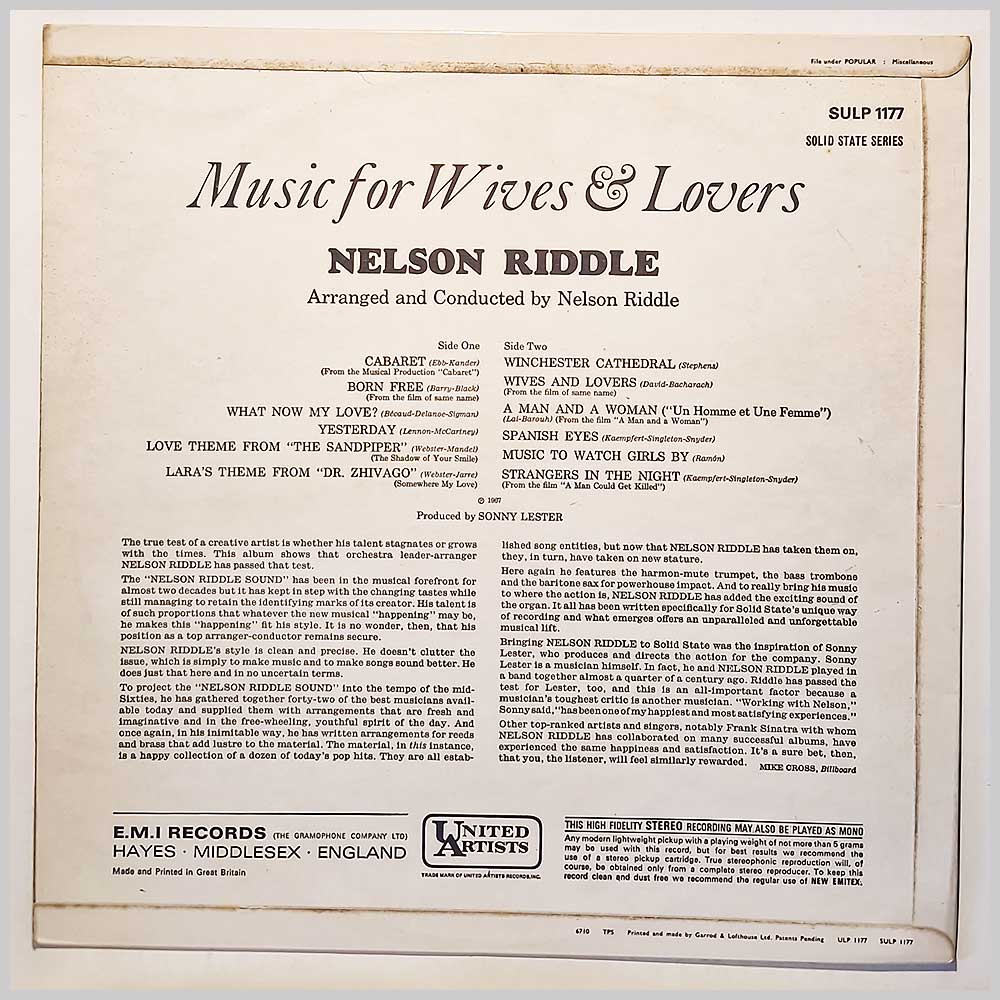 File under POPULAR : Miscellaneous
SULP 1177
SOLID STATE SERIES
Music for Wives & Lovers
NELSON RIDDLE
Arranged and Conducted by Nelson Riddle
Side One
CABARET (Ebb-Kander)
(From the Musical Production "Cabaret")
BORN FREE (Barry-Black)
(From the film of same name)
WHAT NOW MY LOVE? (Bécaud-Delanoe-Sigman)
YESTERDAY (Lennon-McCartney)
LOVE THEME FROM "THE SANDPIPER" (Webster-Mandel)
(The Shadow of Your Smile)
LARA'S THEME FROM "DR. ZHIVAGO" (Webster-Jarre)
(Somewhere My Love)
Side Two
WINCHESTER CATHEDRAL (Stephens)
WIVES AND LOVERS (David-Bacharach)
(From the film of same name)
A MAN AND A WOMAN ("Un Homme et Une Femme")
(Lai-Barouh) (From the film "A Man and a Woman")
SPANISH EYES (Kaempfert-Singleton-Snyder)
MUSIC TO WATCH GIRLS BY (Ramón)
STRANGERS IN THE NIGHT (Kaempfert-Singleton-Snyder)
(From the film "A Man Could Get Killed")
℗ 1967
Produced by SONNY LESTER
The true test of a creative artist is whether his talent stagnates or grows
with the times. This album shows that orchestra leader-arranger
NELSON RIDDLE has passed that test.
The "NELSON RIDDLE SOUND" has been in the musical forefront for
almost two decades but it has kept in step with the changing tastes while
still managing to retain the identifying marks of its creator. His talent is
of such proportions that whatever the new musical "happening" may be,
he makes this "happening" fit his style. It is no wonder, then, that his
position as a top arranger-conductor remains secure.
NELSON RIDDLE's style is clean and precise. He doesn't clutter the
issue, which is simply to make music and to make songs sound better. He
does just that here and in no uncertain terms.
To project the "NELSON RIDDLE SOUND" into the tempo of the mid-
Sixties, he has gathered together forty-two of the best musicians avail-
able today and supplied them with arrangements that are fresh and
imaginative and in the free-wheeling, youthful spirit of the day. And
once again, in his inimitable way, he has written arrangements for reeds
and brass that add lustre to the material. The material, in this instance,
is a happy collection of a dozen of today's pop hits. They are all estab-
lished song entities, but now that NELSON RIDDLE has taken them on,
they, in turn, have taken on new stature.
Here again he features the harmon-mute trumpet, the bass trombone
and the baritone sax for powerhouse impact. And to really bring his music
to where the action is, NELSON RIDDLE has added the exciting sound of
the organ. It all has been written specifically for Solid State's unique way
of recording and what emerges offers an unparalleled and unforgettable
musical lift.
Bringing NELSON RIDDLE to Solid State was the inspiration of Sonny
Lester, who produces and directs the action for the company. Sonny
Lester is a musician himself. In fact, he and NELSON RIDDLE played in
a band together almost a quarter of a century ago. Riddle has passed the
test for Lester, too, and this is an all-important factor because a
musician's toughest critic is another musician. "Working with Nelson,"
Sonny said, "has been one of my happiest and most satisfying experiences."
Other top-ranked artists and singers, notably Frank Sinatra with whom
NELSON RIDDLE has collaborated on many successful albums, have
experienced the same happiness and satisfaction. It's a sure bet, then,
that you, the listener, will feel similarly rewarded. MIKE CROSS, Billboard
E.M.I RECORDS (THE GRAMOPHONE COMPANY LTD)
HAYES · MIDDLESEX · ENGLAND
Made and Printed in Great Britain
UNITED
ARTISTS
TRADE MARK OF UNITED ARTISTS RECORDS, INC.
THIS HIGH FIDELITY STEREO RECORDING MAY ALSO BE PLAYED AS MONO
Any modern lightweight pickup with a playing weight of not more than 5 grams
may be used with this record, but for best results we recommend the
use of a stereo pickup cartridge. True stereophonic reproduction will, of
course, be obtained only from a complete stereo reproducer. To keep this
record clean and dust free we recommend the regular use of NEW EMITEX.
6710 TPS Printed and made by Garrod & Lofthouse Ltd. Patents Pending ULP 1177 SULP 1177